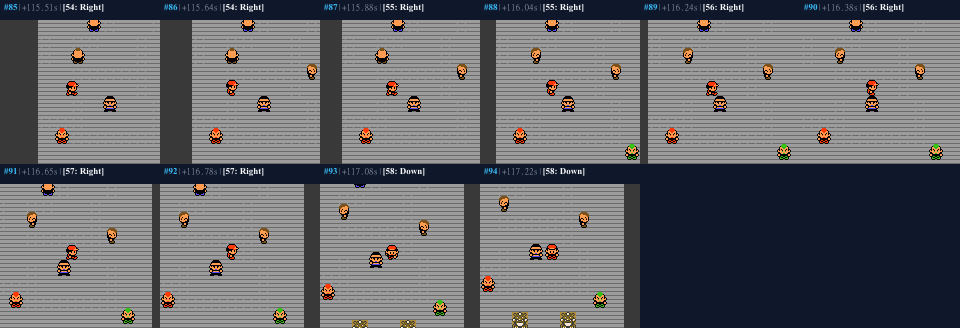 #85|+115.51s|[54: Right]
#86|+115.64s|[54: Right]
#87|+115.88s|[55: Right]
#88|+116.04s|[55: Right]
#89|+116.24s|[56: Right]
#90|+116.38s|[56: Right]
#91|+116.65s|[57: Right]
#92|+116.78s|[57: Right]
#93|+117.08s|[58: Down]
#94|+117.22s|[58: Down]